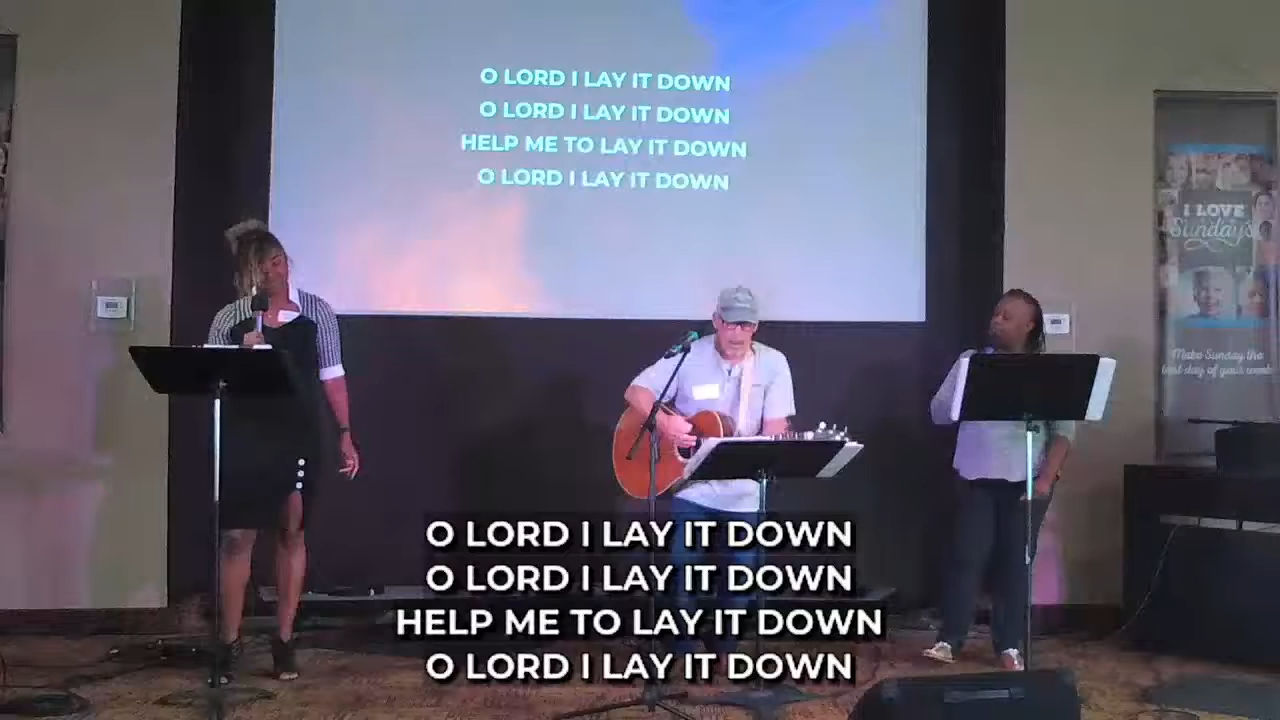 O LORD I LAY IT DOWN
O LORD I LAY IT DOWN
HELP ME TO LAY IT DOWN
O LORD I LAY IT DOWN
I LOVE
Sundays
Make Sunday the
best day of your week
O LORD I LAY IT DOWN
O LORD I LAY IT DOWN
HELP ME TO LAY IT DOWN
O LORD I LAY IT DOWN